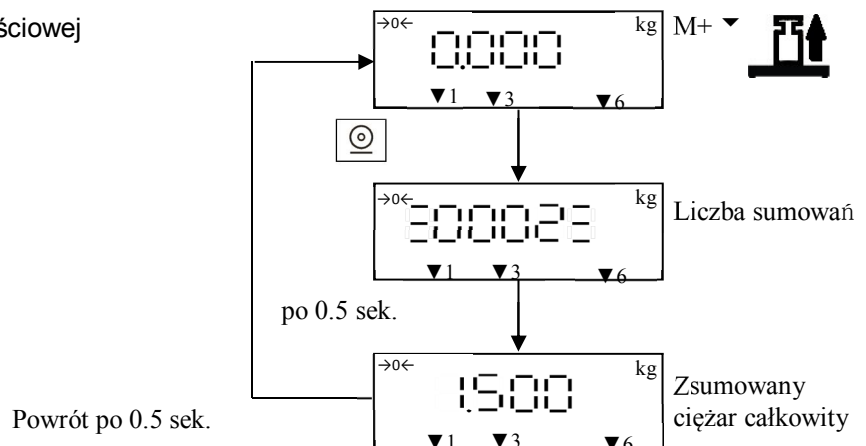 ściowej
→0← kg M+ ▼
0.000
▼1 ▼3 ▼6
→0← kg
0002 Liczba sumowań
▼1 ▼3 ▼6
po 0.5 sek.
→0← kg
1.500 Zsumowany
ciężar całkowity
Powrót po 0.5 sek.
▼1 ▼3 ▼6